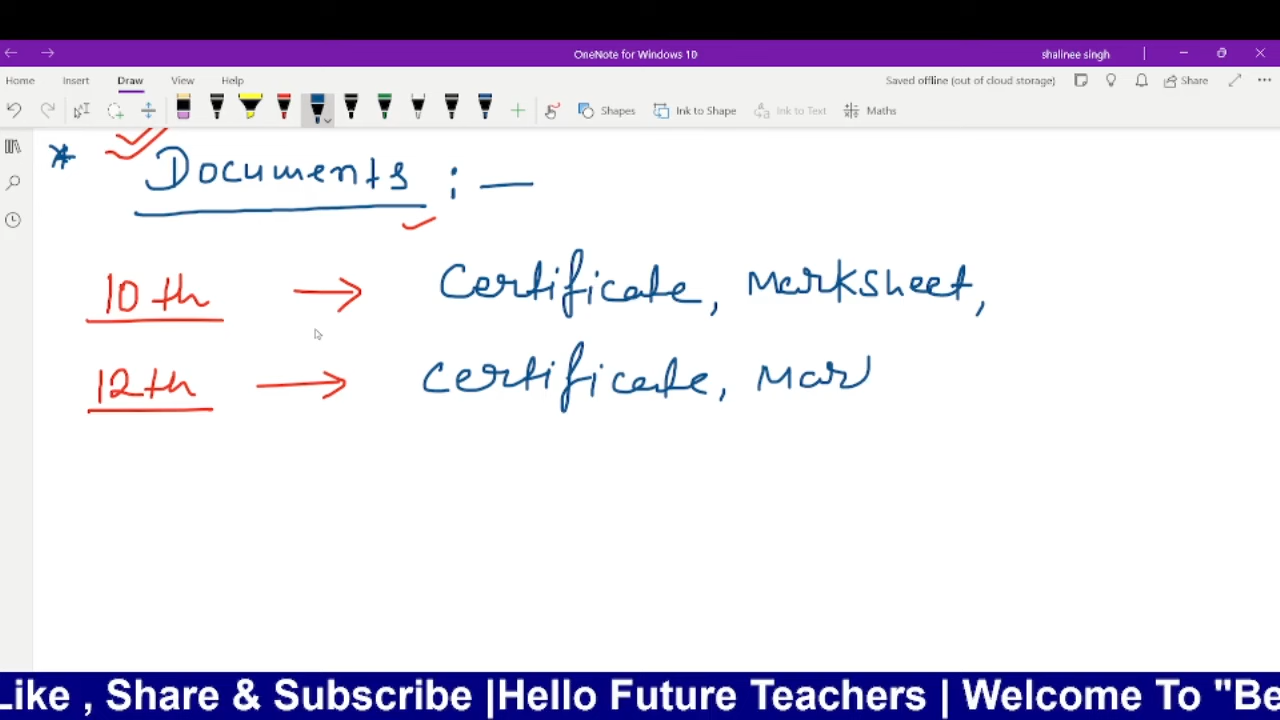 OneNote for Windows 10
shalinee singh
Home Insert Draw View Help
Saved offline (out of cloud storage) Share
Shapes Ink to Shape Ink to Text Maths
* Documents : —
10th → Certificate, Marksheet,
12th → Certificate, Mar
Like , Share & Subscribe |Hello Future Teachers | Welcome To "Be